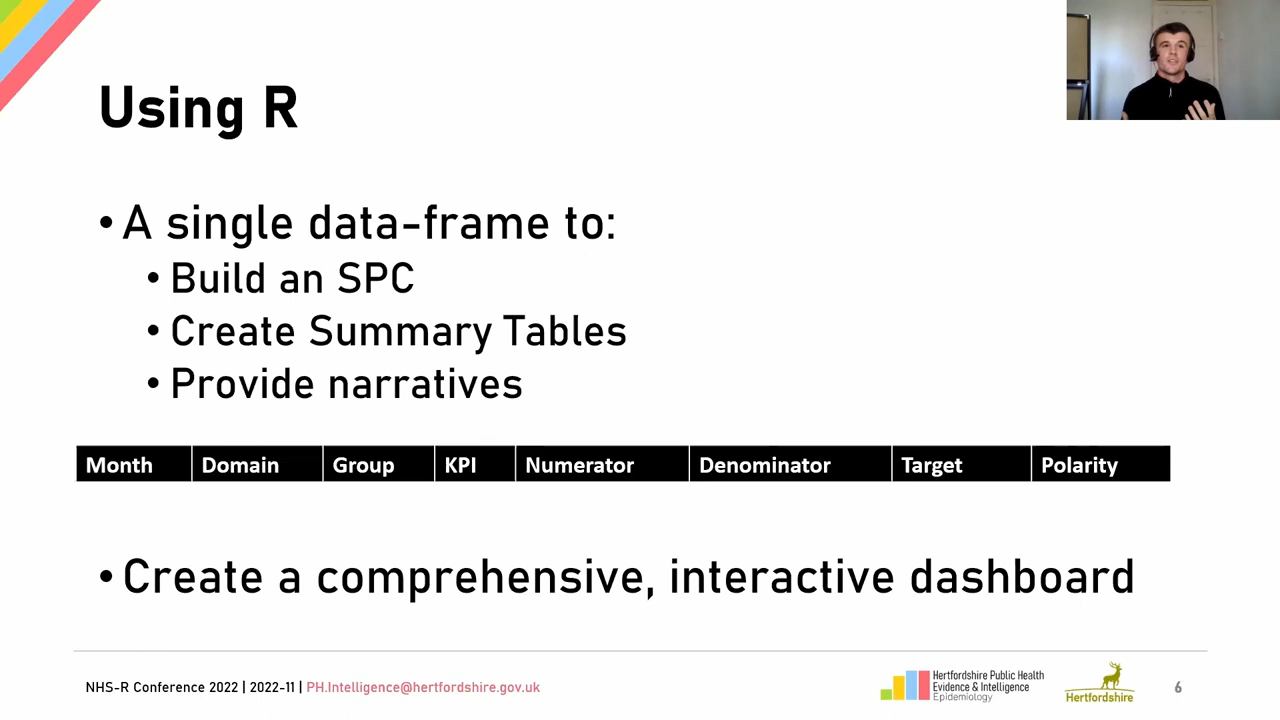 Using R
• A single data-frame to:
• Build an SPC
• Create Summary Tables
• Provide narratives
Month Domain Group KPI Numerator Denominator Target Polarity
• Create a comprehensive, interactive dashboard
NHS-R Conference 2022 | 2022-11 | PH.Intelligence@hertfordshire.gov.uk
Hertfordshire Public Health
Evidence & Intelligence
Epidemiology
Hertfordshire
6